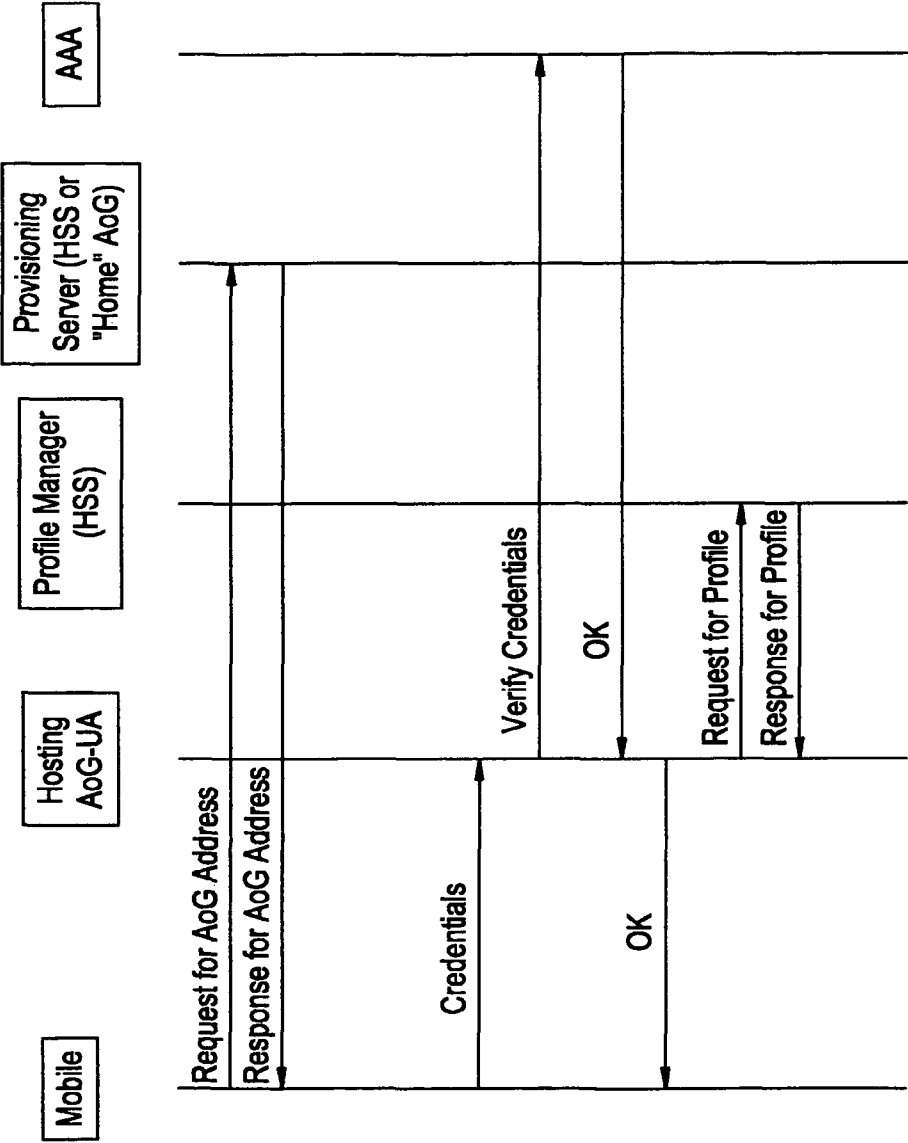 Mobile
Hosting
AoG-UA
Profile Manager
(HSS)
Provisioning
Server (HSS or
"Home" AoG)
AAA
Request for AoG Address
Response for AoG Address
Credentials
Verify Credentials
OK
OK
Request for Profile
Response for Profile